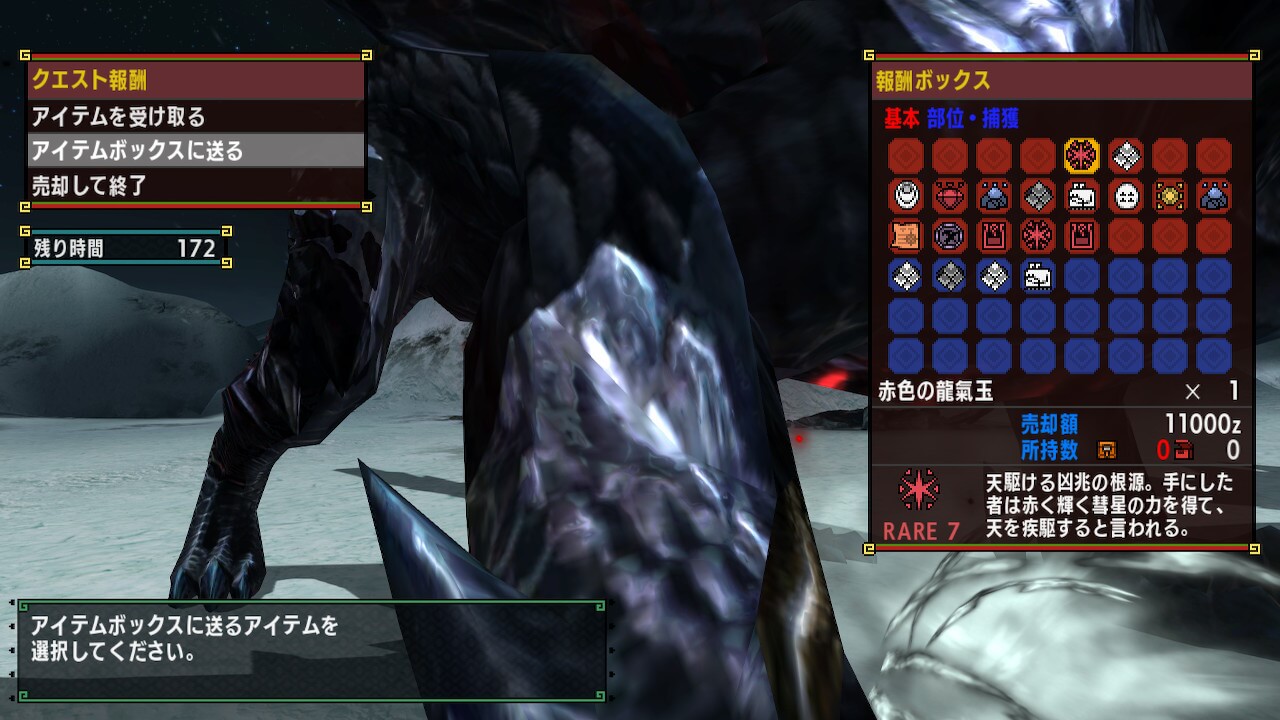 クエスト報酬
アイテムを受け取る
アイテムボックスに送る
売却して終了
残り時間 172
報酬ボックス
基本 部位・捕獲
赤色の龍氣玉 × 1
売却額 11000z
所持数 0 0
天駆ける凶兆の根源。手にした
者は赤く輝く彗星の力を得て、
天を疾駆すると言われる。
RARE 7
アイテムボックスに送るアイテムを
選択してください。